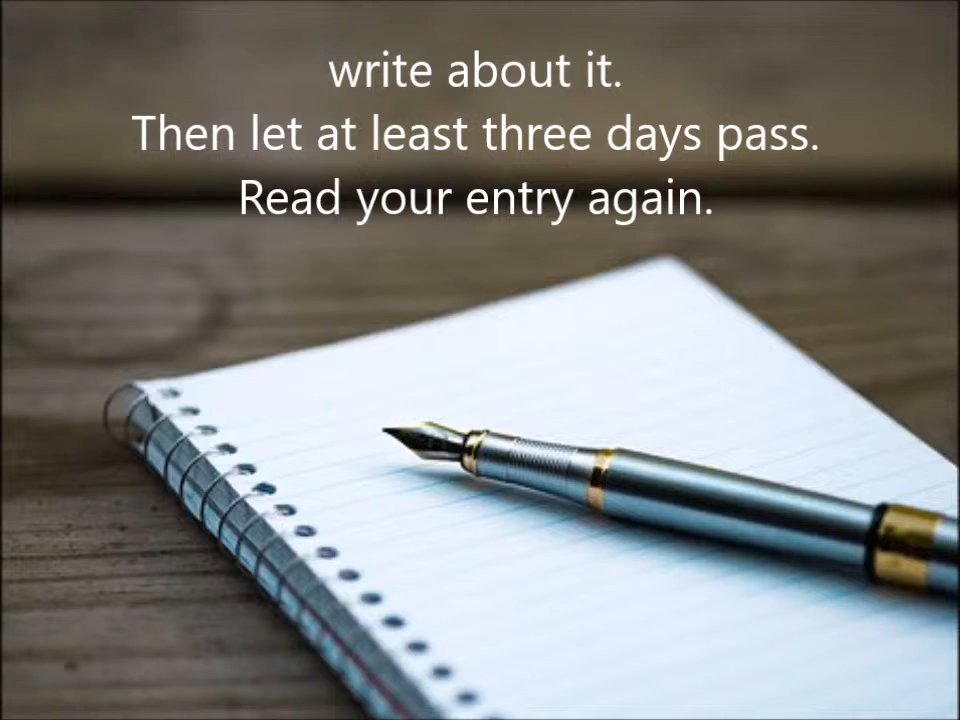 write about it.
Then let at least three days pass.
Read your entry again.